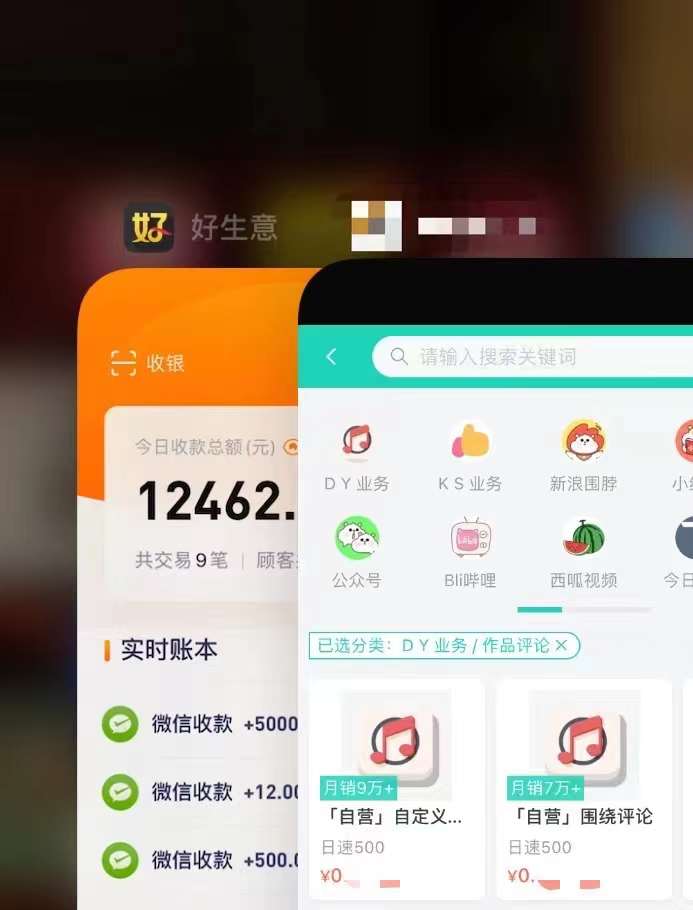 好
好生意
收银
今日收款总额(元)
12462.
共交易9笔 | 顾客
实时账本
微信收款 +5000
微信收款 +12.00
微信收款 +500.0
请输入搜索关键词
DY业务
KS业务
新浪围脖
公众号
Bli哔哩
西呱视频
今日
已选分类：DY业务/作品评论×
月销9万+
「自营」自定义...
日速500
¥0.
月销7万+
「自营」围绕评论
日速500
¥0.